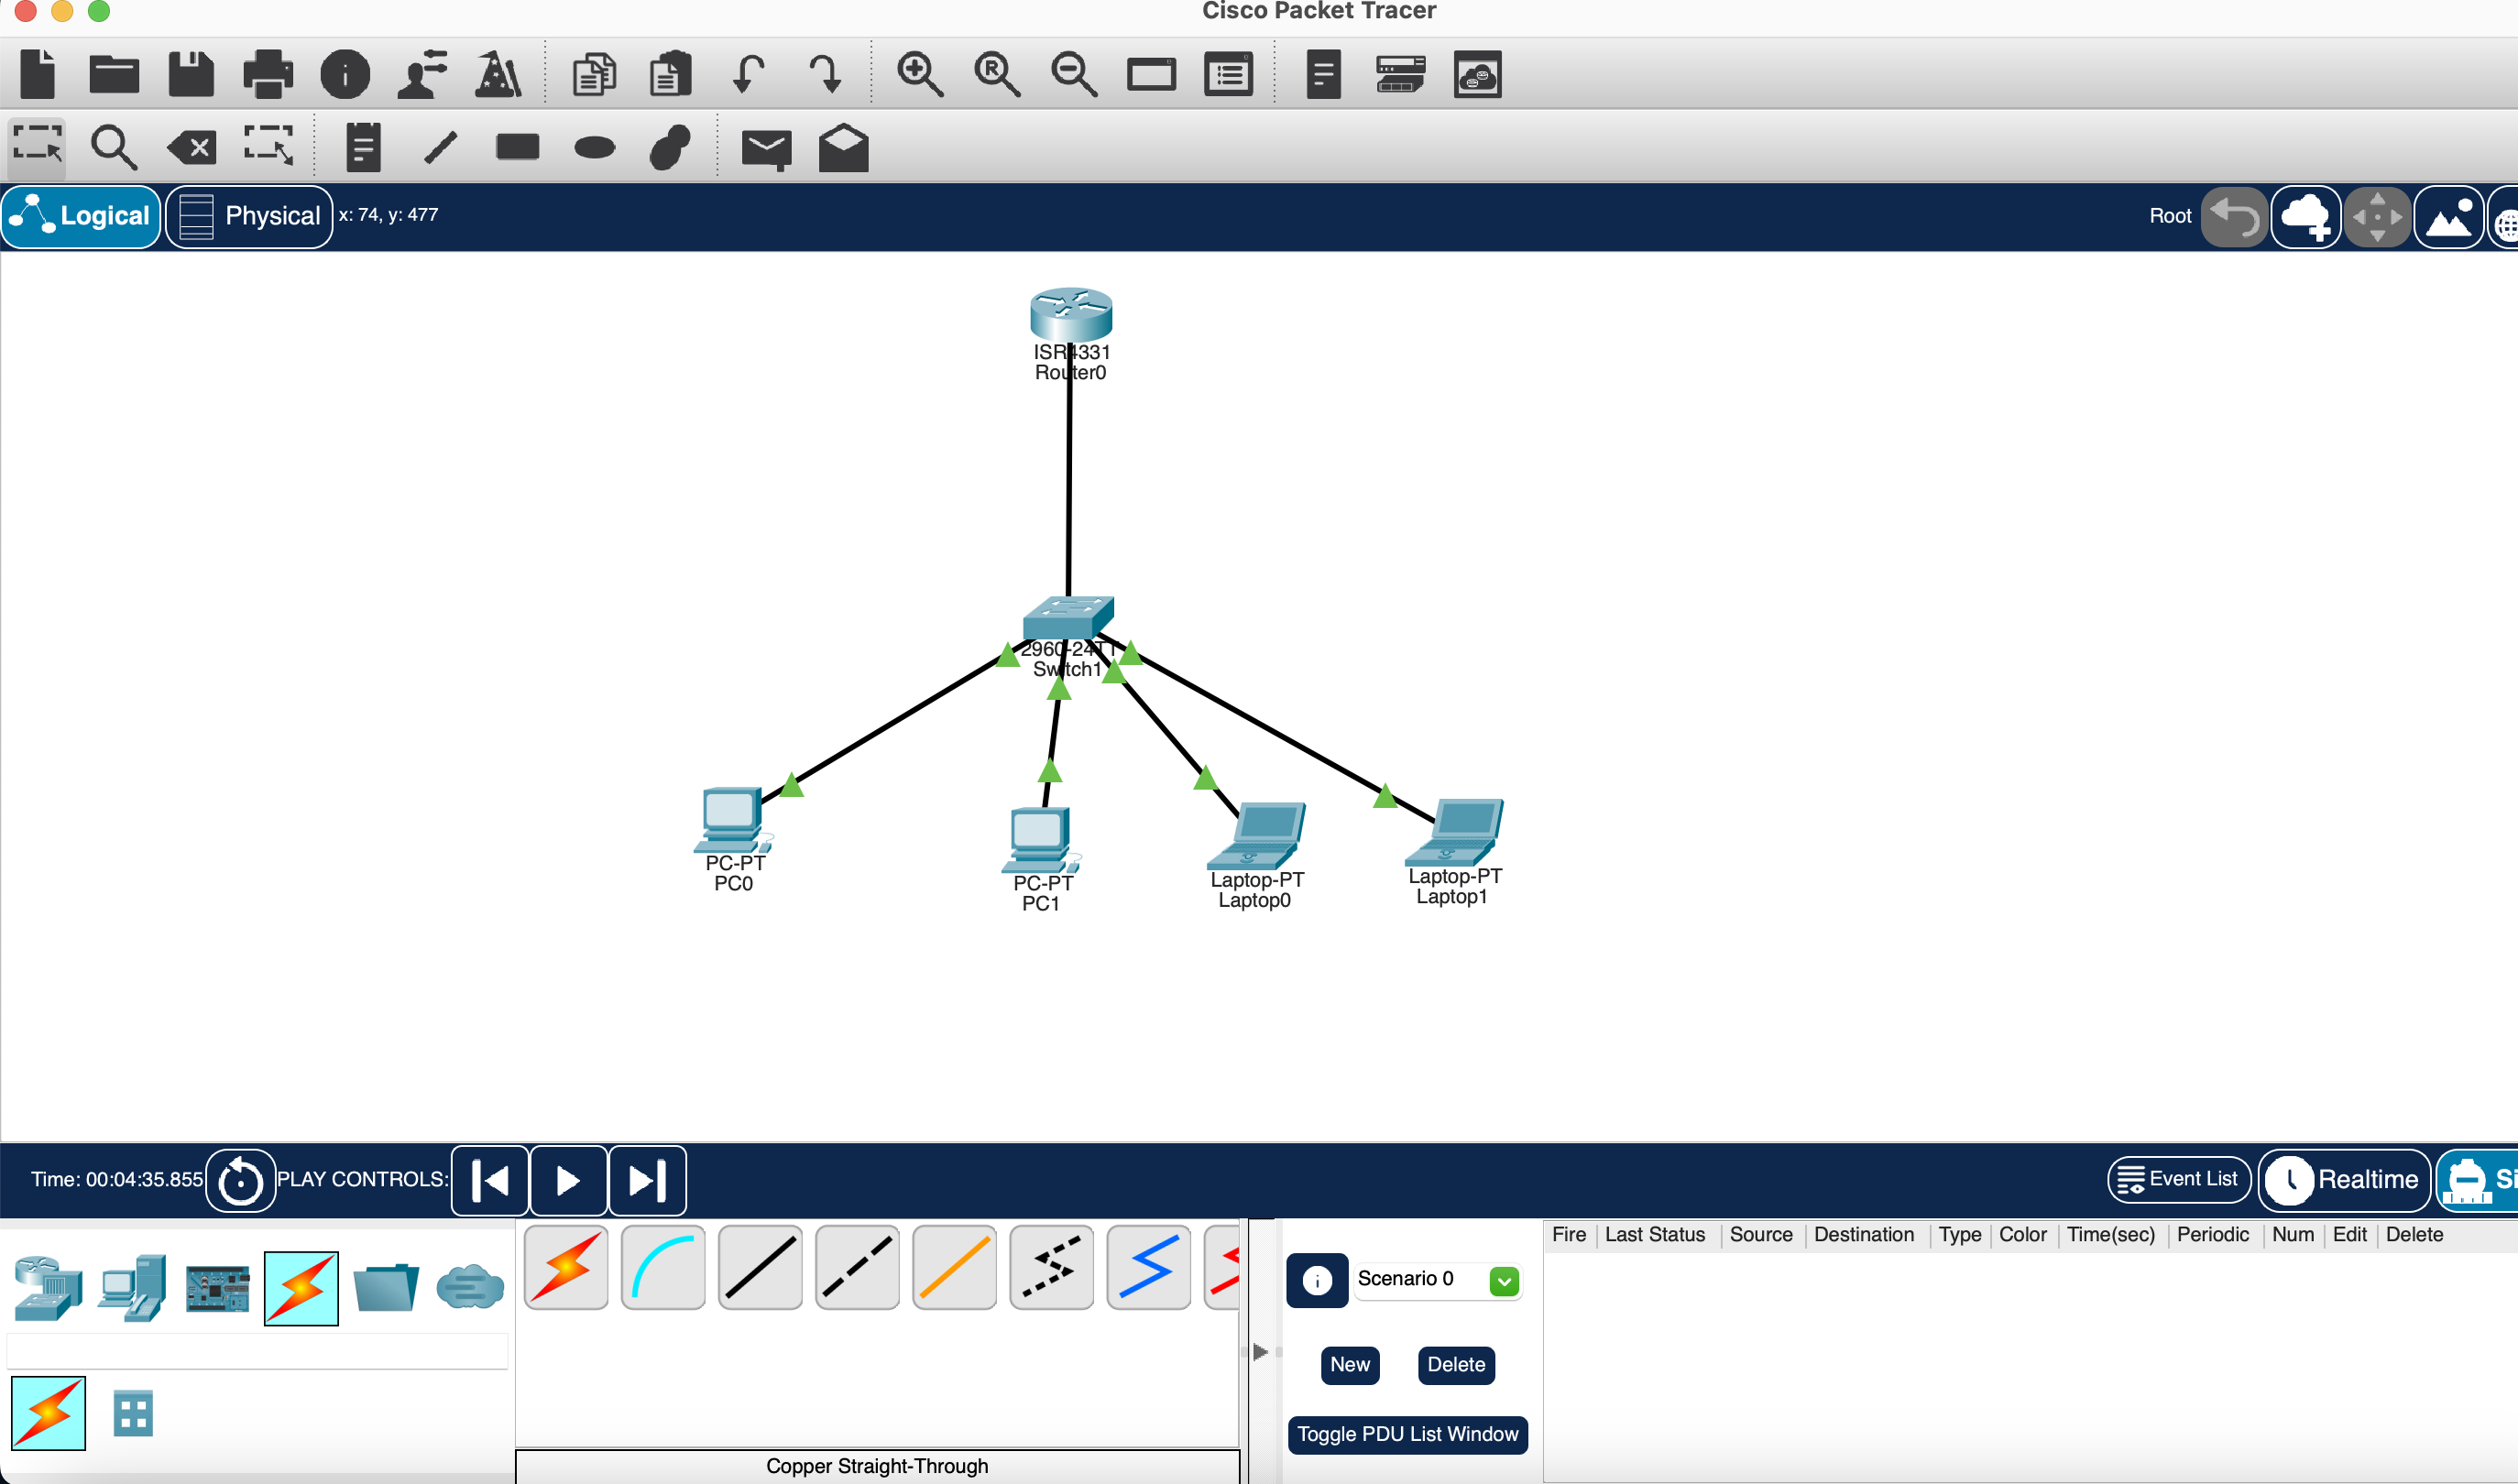 Cisco Packet Tracer
Logical
Physical
x: 74, y: 477
Root
ISR4331
Router0
2960-24TT
Switch1
PC-PT
PC0
PC-PT
PC1
Laptop-PT
Laptop0
Laptop-PT
Laptop1
Time: 00:04:35.855
PLAY CONTROLS:
Event List
Realtime
Si
Fire Last Status Source Destination Type Color Time(sec) Periodic Num Edit Delete
Scenario 0
New
Delete
Toggle PDU List Window
Copper Straight-Through